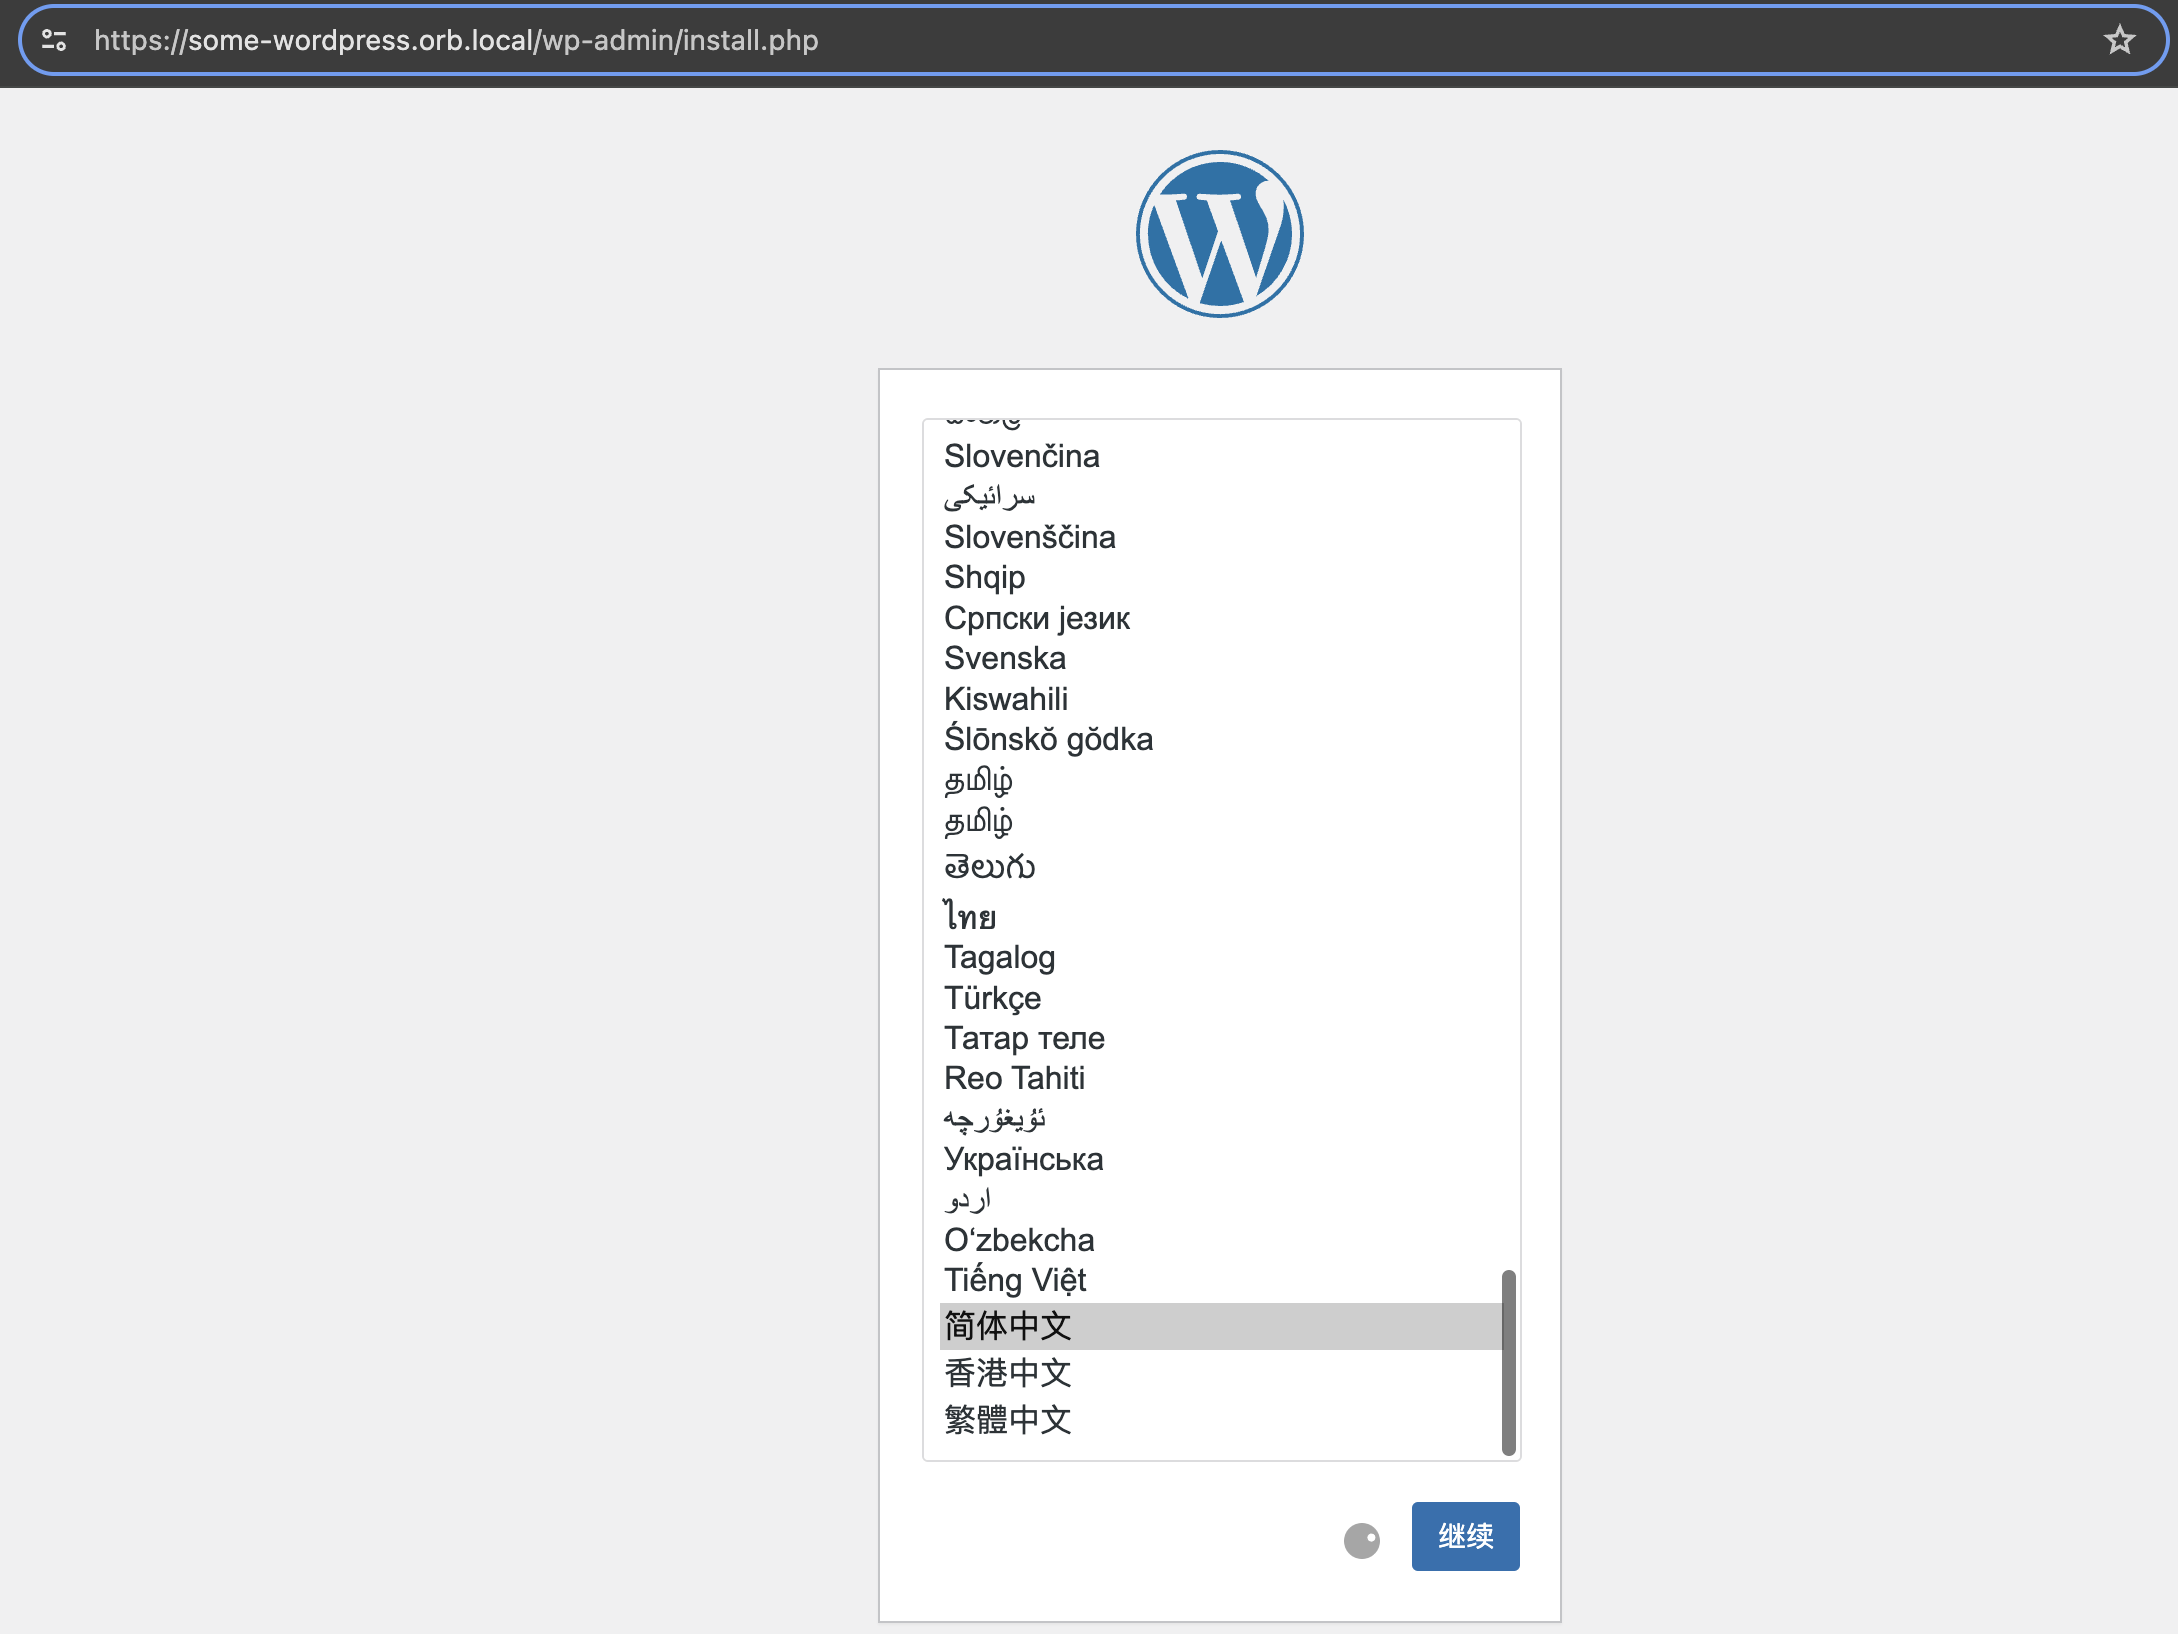 https://some-wordpress.orb.local/wp-admin/install.php
Slovenčina
سرائیکی
Slovenščina
Shqip
Српски језик
Svenska
Kiswahili
Ślōnskŏ gŏdka
தமிழ்
தமிழ்
తెలుగు
ไทย
Tagalog
Türkçe
Татар теле
Reo Tahiti
ئۇيغۇرچە
Українська
اردو
O‘zbekcha
Tiếng Việt
简体中文
香港中文
繁體中文
继续